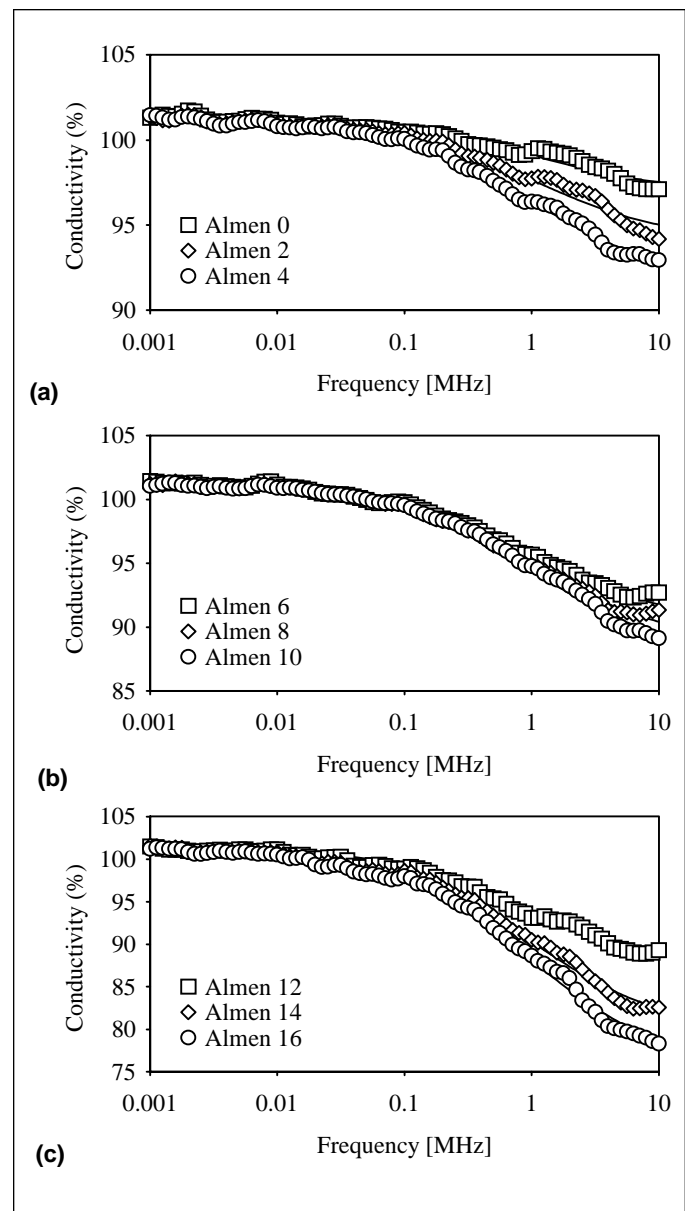 105
100
95
90
Conductivity (%)
Almen 0
Almen 2
Almen 4
0.001 0.01 0.1 1 10
Frequency [MHz]
(a)
105
100
95
90
85
Conductivity (%)
Almen 6
Almen 8
Almen 10
0.001 0.01 0.1 1 10
Frequency [MHz]
(b)
105
100
95
90
85
80
75
Conductivity (%)
Almen 12
Almen 14
Almen 16
0.001 0.01 0.1 1 10
Frequency [MHz]
(c)